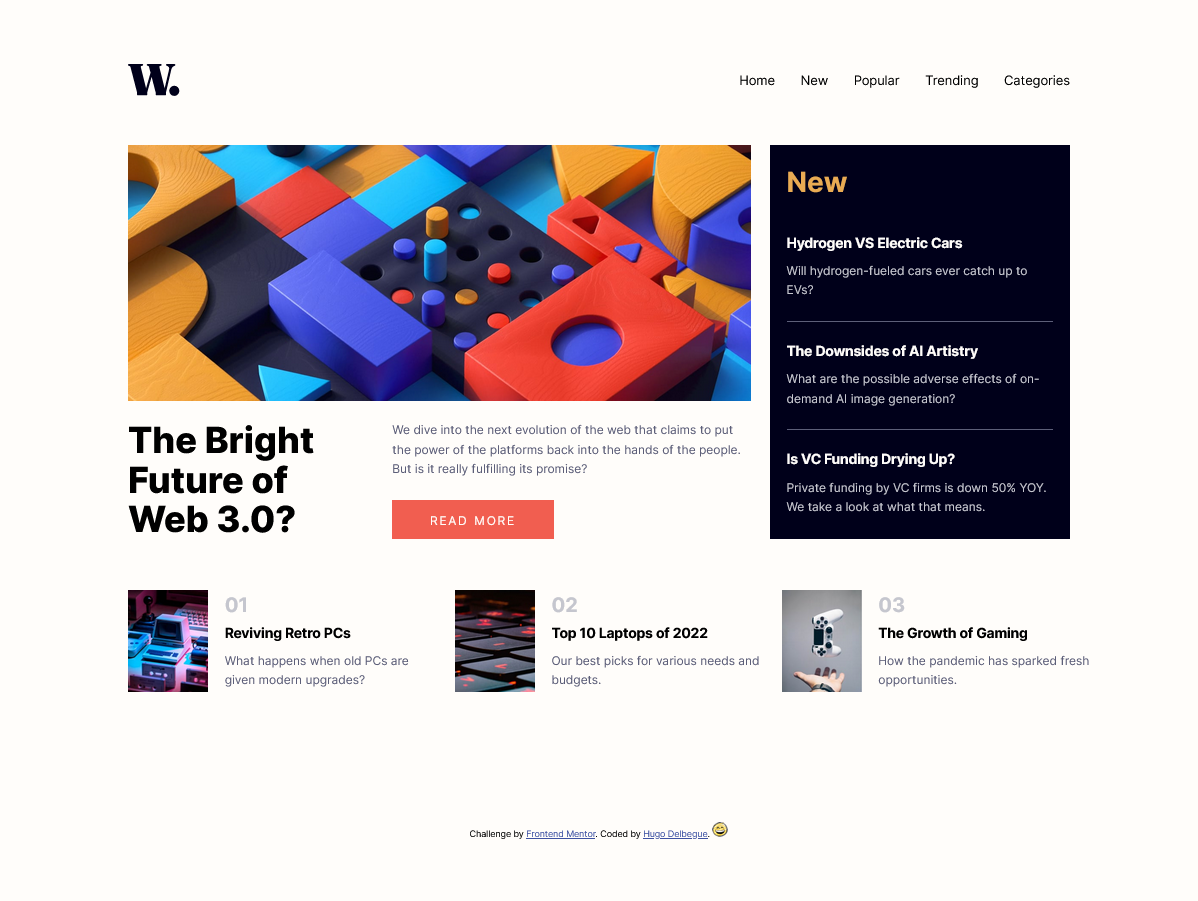 W.
Home New Popular Trending Categories
The Bright
Future of
Web 3.0?
We dive into the next evolution of the web that claims to put
the power of the platforms back into the hands of the people.
But is it really fulfilling its promise?
READ MORE
New
Hydrogen VS Electric Cars
Will hydrogen-fueled cars ever catch up to
EVs?
The Downsides of AI Artistry
What are the possible adverse effects of on-
demand AI image generation?
Is VC Funding Drying Up?
Private funding by VC firms is down 50% YOY.
We take a look at what that means.
01
Reviving Retro PCs
What happens when old PCs are
given modern upgrades?
02
Top 10 Laptops of 2022
Our best picks for various needs and
budgets.
03
The Growth of Gaming
How the pandemic has sparked fresh
opportunities.
Challenge by Frontend Mentor. Coded by Hugo Delbegue. 😄